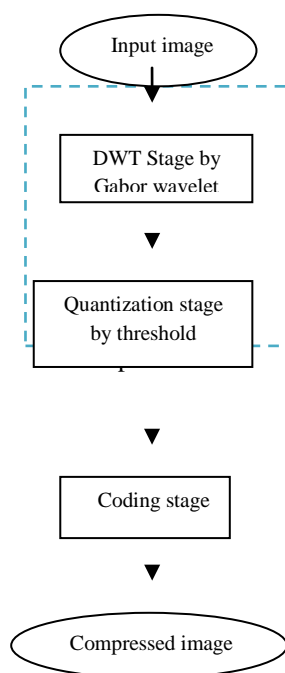 Input image
DWT Stage by
Gabor wavelet
Quantization stage
by threshold
Coding stage
Compressed image